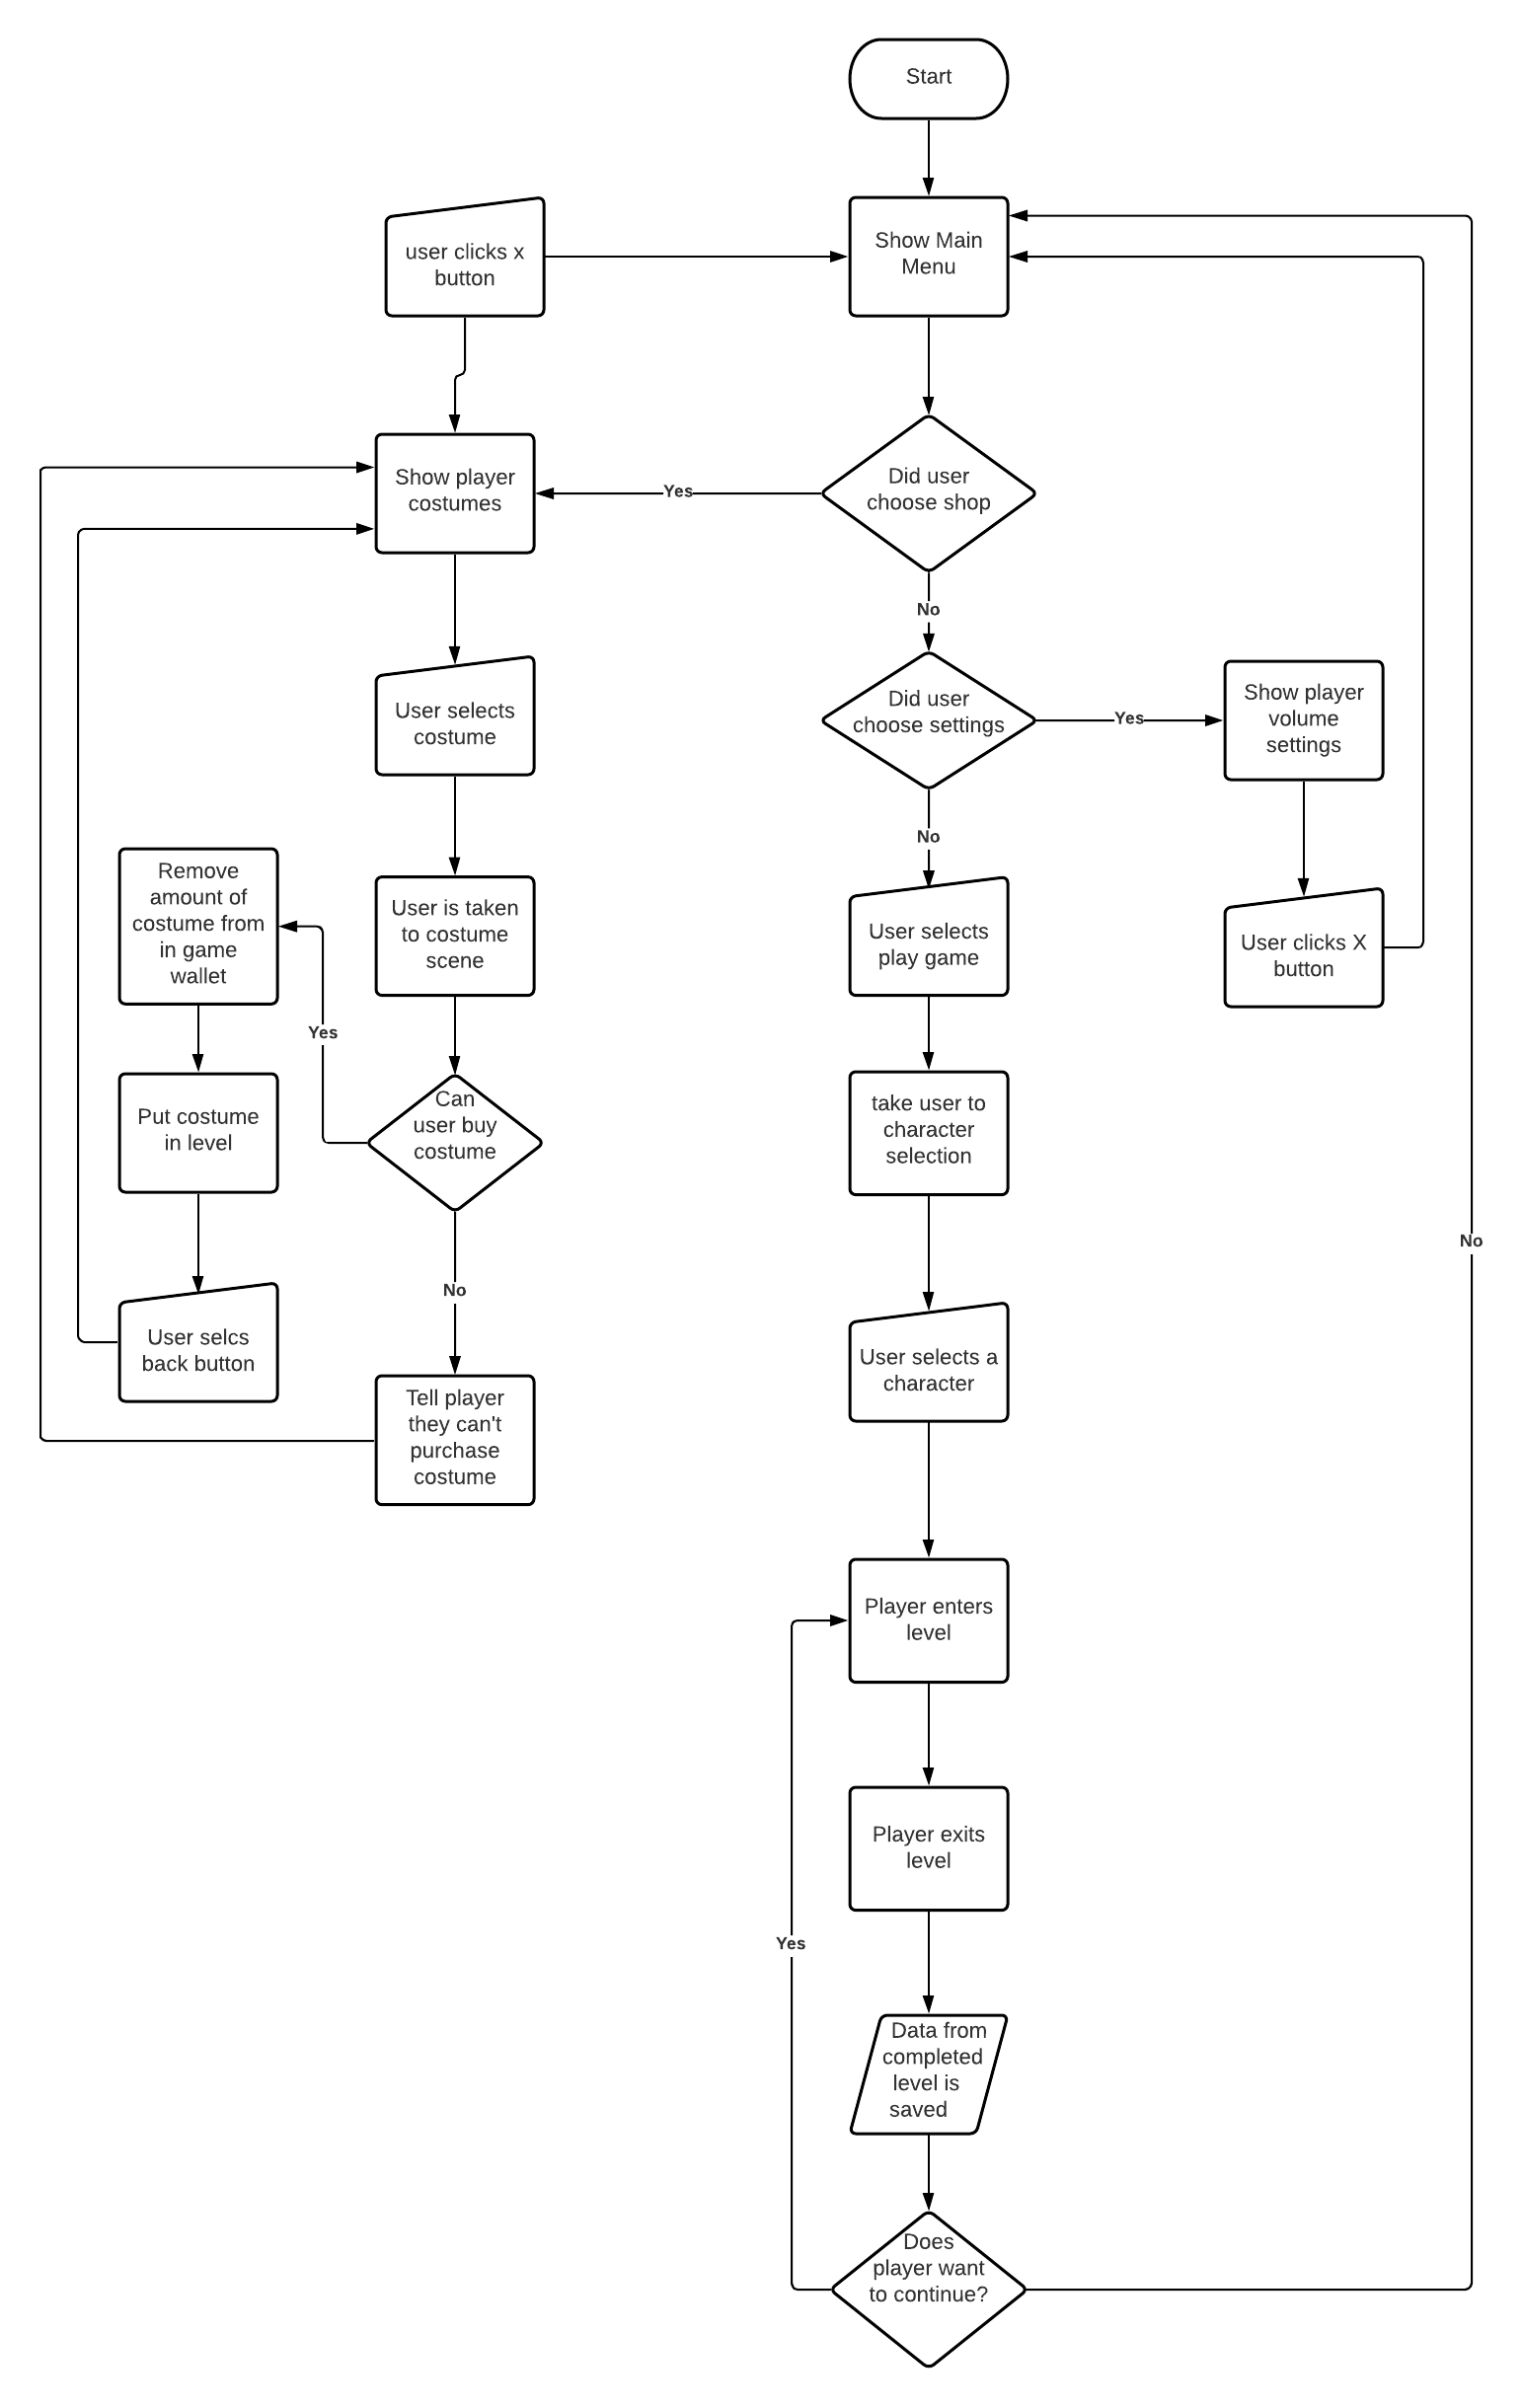 Start
user clicks x
button
Show Main
Menu
Show player
costumes
Yes
Did user
choose shop
No
User selects
costume
Did user
choose settings
Yes
Show player
volume
settings
No
Remove
amount of
costume from
in game
wallet
User is taken
to costume
scene
User selects
play game
User clicks X
button
Yes
Put costume
in level
Can
user buy
costume
take user to
character
selection
No
No
User selcs
back button
User selects a
character
Tell player
they can't
purchase
costume
Player enters
level
Player exits
level
Yes
Data from
completed
level is
saved
Does
player want
to continue?